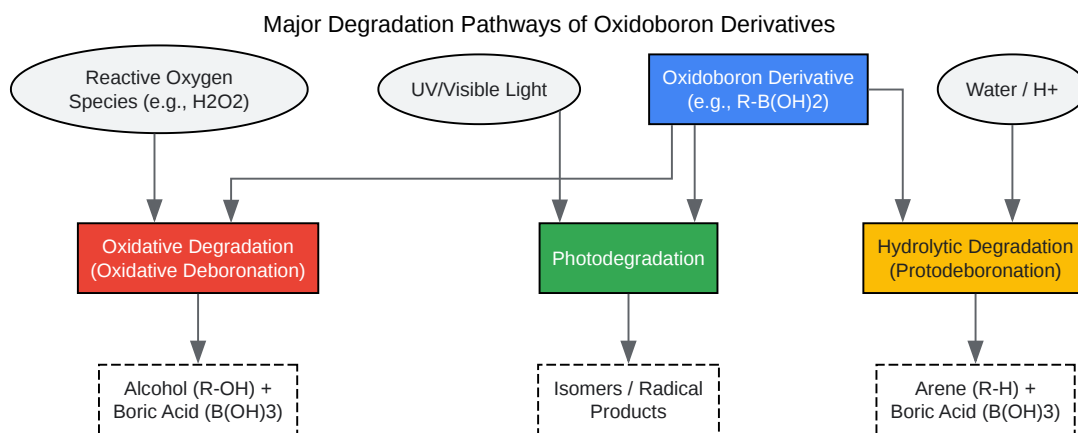 Major Degradation Pathways of Oxidoboron Derivatives
Reactive Oxygen
Species (e.g., H2O2)
UV/Visible Light
Oxidoboron Derivative
(e.g., R-B(OH)2)
Water / H+
Oxidative Degradation
(Oxidative Deboronation)
Photodegradation
Hydrolytic Degradation
(Protodeboronation)
Alcohol (R-OH) +
Boric Acid (B(OH)3)
Isomers / Radical
Products
Arene (R-H) +
Boric Acid (B(OH)3)